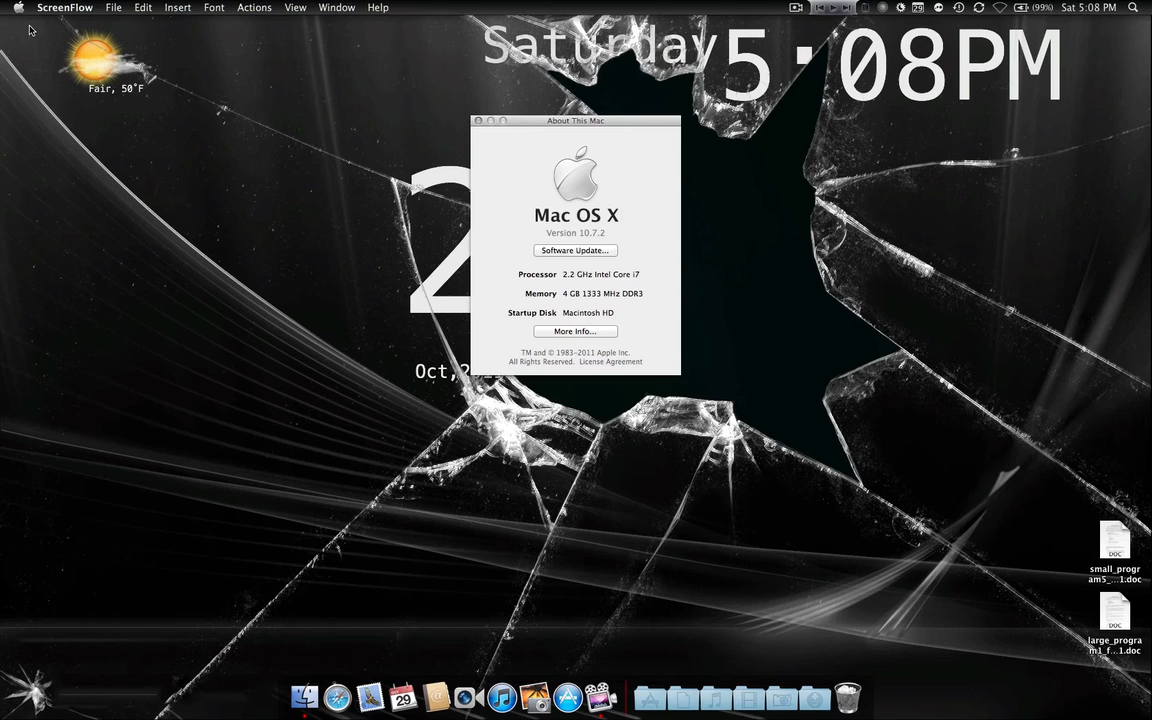 ScreenFlow File Edit Insert Font Actions View Window Help
29 (99%) Sat 5:08 PM
Saturday 5:08PM
Fair, 50°F
About This Mac
Mac OS X
Version 10.7.2
Software Update...
Processor 2.2 GHz Intel Core i7
Memory 4 GB 1333 MHz DDR3
Startup Disk Macintosh HD
More Info...
TM and © 1983-2011 Apple Inc.
All Rights Reserved. License Agreement
2
Oct,
DOC
small_progr
am5_...1.doc
DOC
large_progra
m1_f...1.doc
29